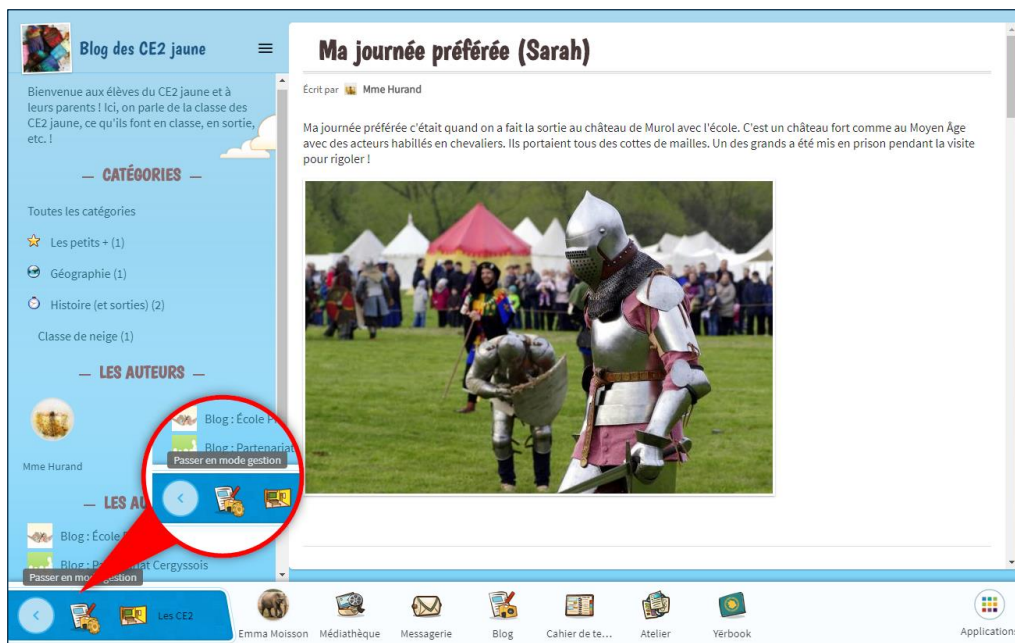 Blog des CE2 jaune
Bienvenue aux élèves du CE2 jaune et à
leurs parents ! Ici, on parle de la classe des
CE2 jaune, ce qu'ils font en classe, en sortie,
etc. !
— CATÉGORIES —
Toutes les catégories
Les petits + (1)
Géographie (1)
Histoire (et sorties) (2)
Classe de neige (1)
— LES AUTEURS —
Mme Hurand
— LES AU
Blog : École
Blog : Pa at Cergyssois
Passer en mode gestion
Blog : École P
Blog : Partenariat
Passer en mode gestion
Ma journée préférée (Sarah)
Écrit par Mme Hurand
Ma journée préférée c'était quand on a fait la sortie au château de Murol avec l'école. C'est un château fort comme au Moyen Âge
avec des acteurs habillés en chevaliers. Ils portaient tous des cottes de mailles. Un des grands a été mis en prison pendant la visite
pour rigoler !
Les CE2
Emma Moisson
Médiathèque
Messagerie
Blog
Cahier de te...
Atelier
Yërbook
Applications